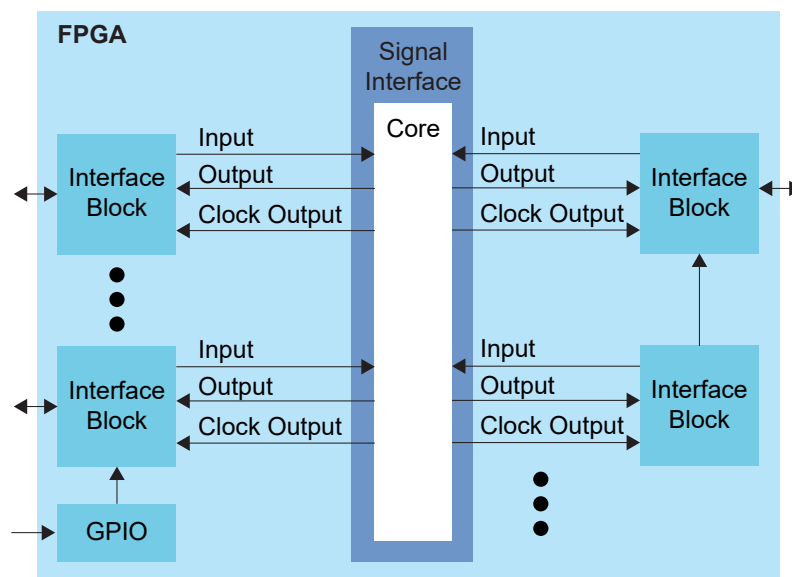 FPGA
Signal
Interface
Core
Interface
Block
Input
Output
Clock Output
Input
Output
Clock Output
Interface
Block
Interface
Block
Input
Output
Clock Output
Input
Output
Clock Output
Interface
Block
GPIO